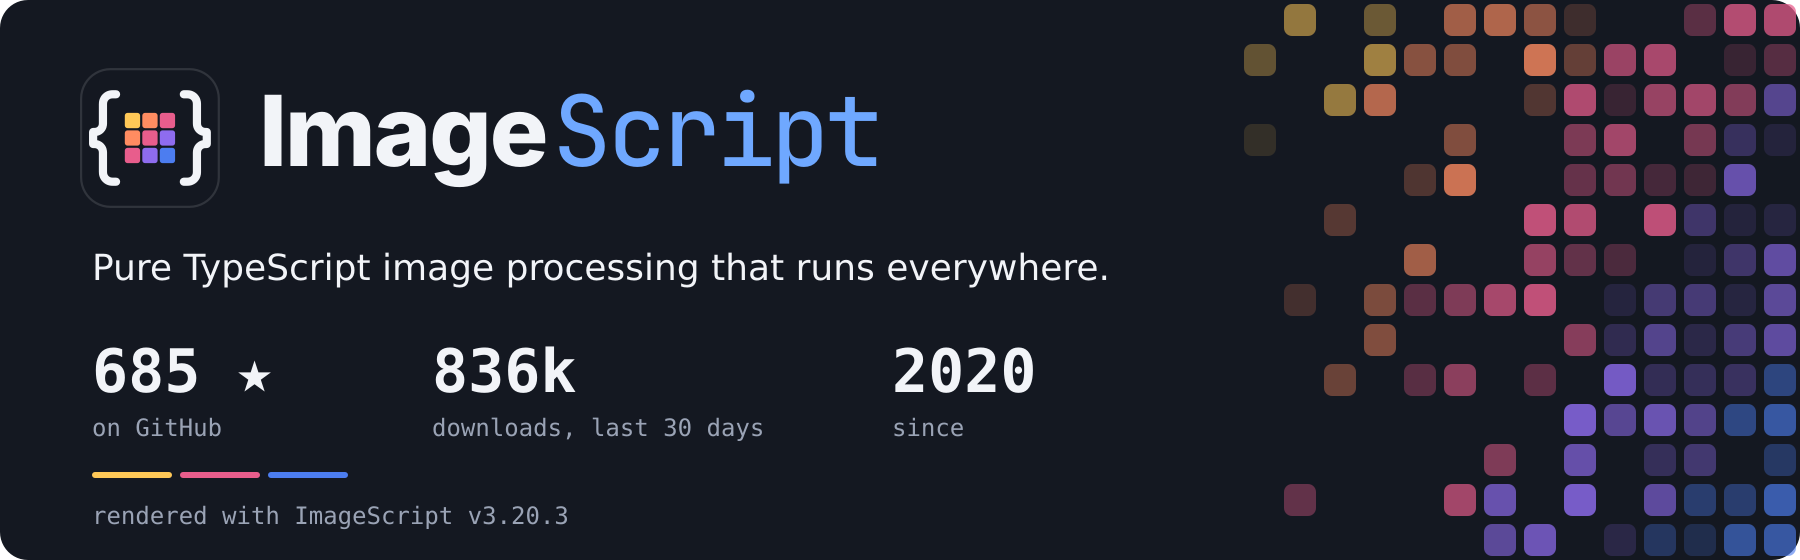 ImageScript
Pure TypeScript image processing that runs everywhere.
685 ★ 836k 2020
on GitHub downloads, last 30 days since
rendered with ImageScript v3.20.3